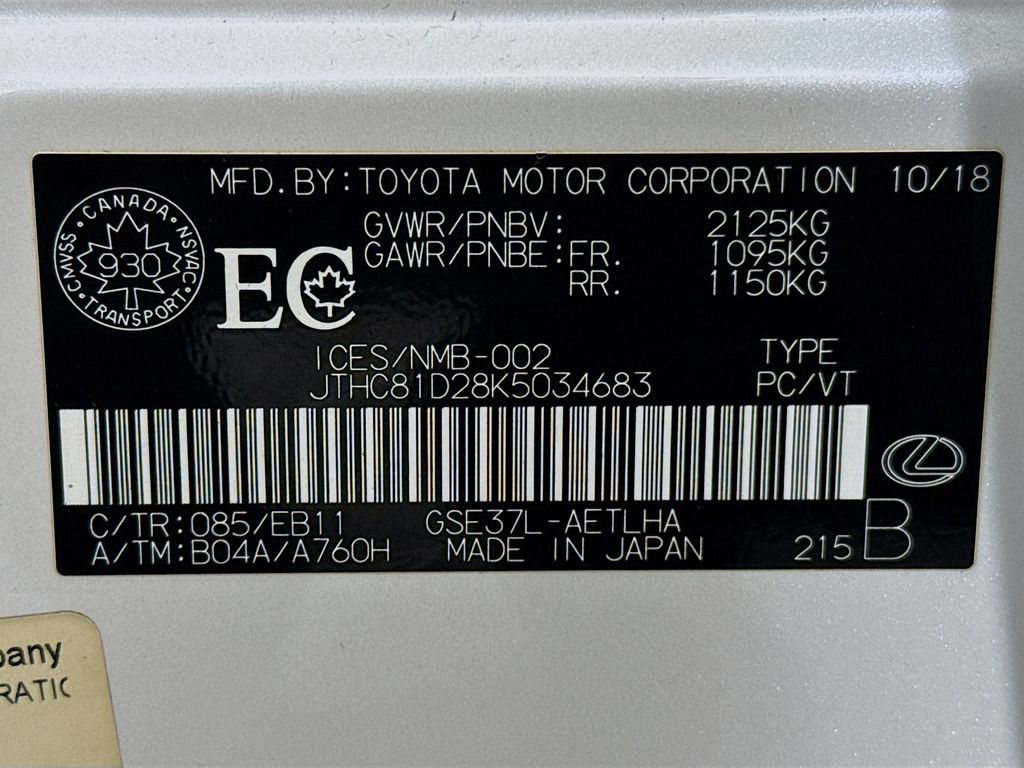 MFD.BY:TOYOTA MOTOR CORPORATION 10/18
CMVSS · CANADA · NSVAC · TRANSPORT
930
GVWR/PNBV: 2125KG
GAWR/PNBE:FR. 1095KG
RR. 1150KG
EC
ICES/NMB-002
TYPE
JTHC81D28K5034683
PC/VT
C/TR:085/EB11 GSE37L-AETLHA
A/TM:B04A/A760H MADE IN JAPAN 215 B